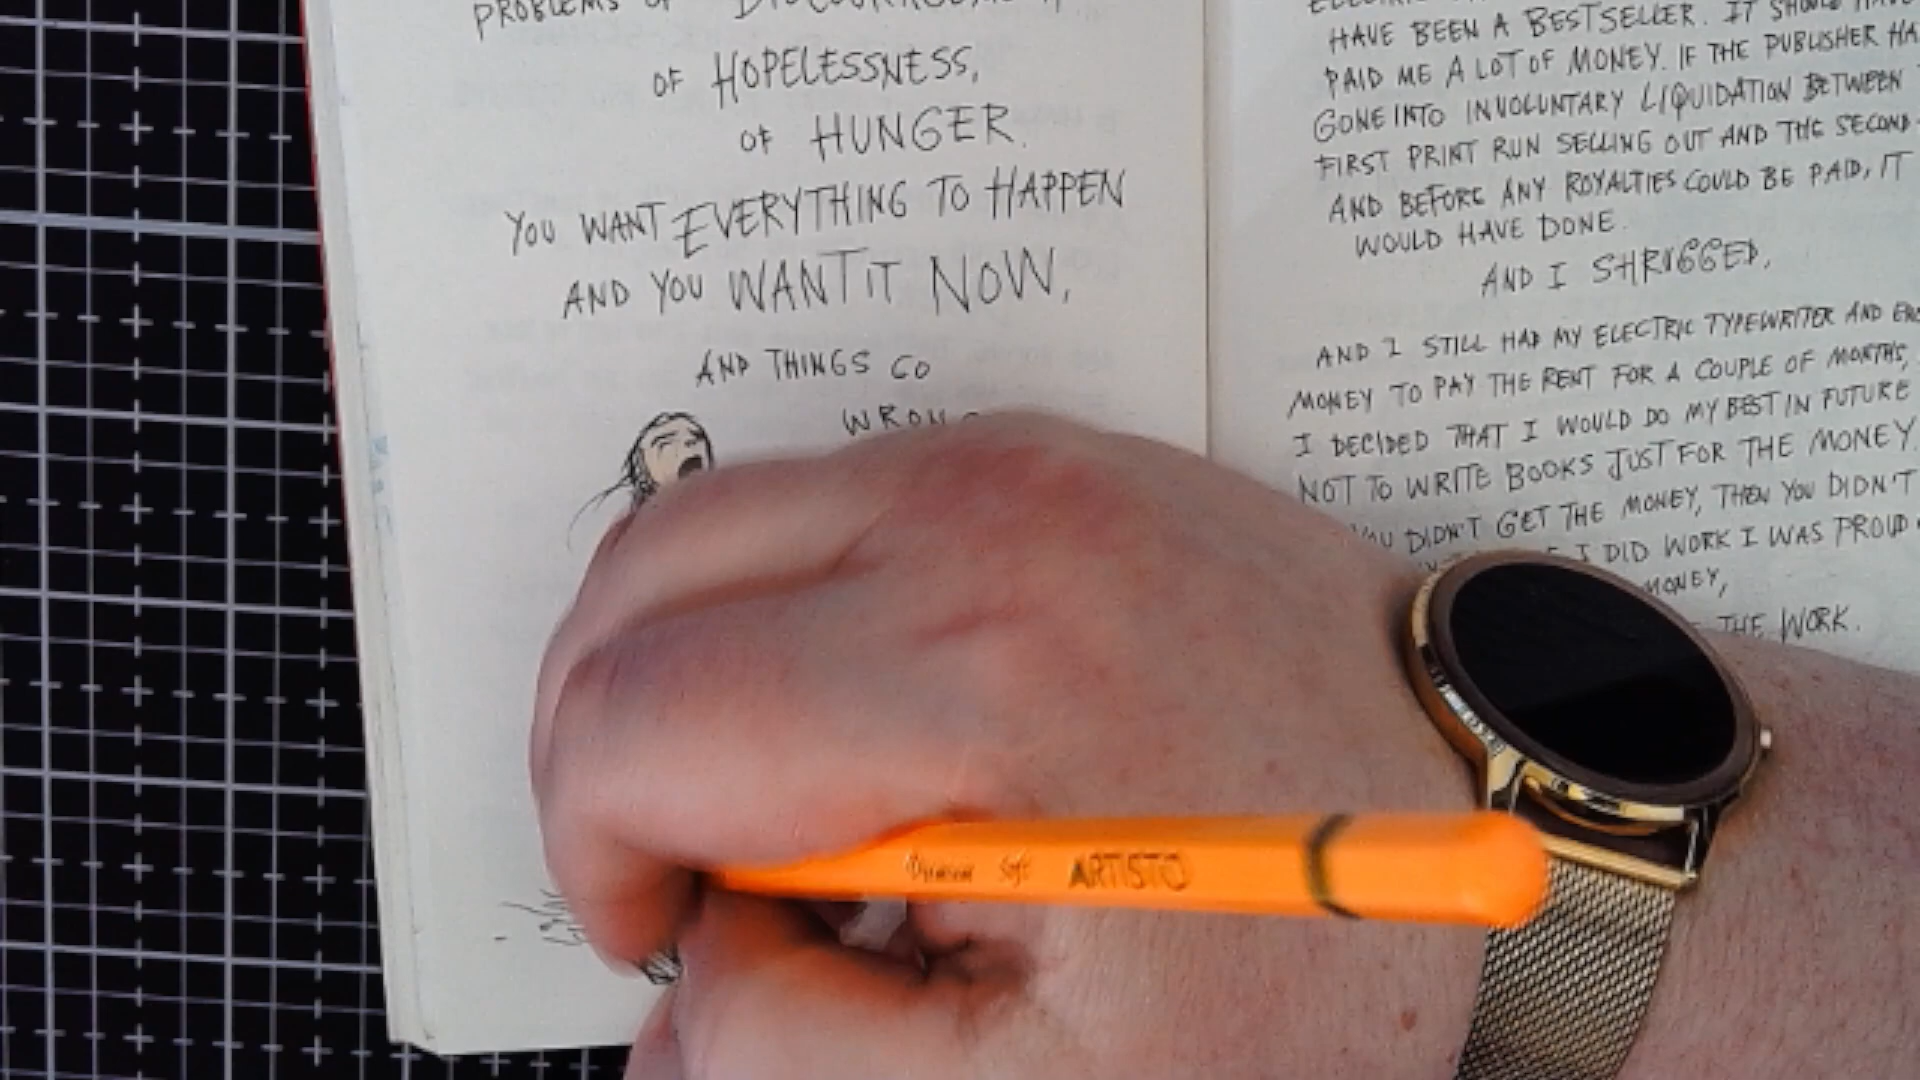 PROBLEMS OF
OF HOPELESSNESS,
OF HUNGER.
YOU WANT EVERYTHING TO HAPPEN
AND YOU WANT IT NOW,
AND THINGS GO
HAVE BEEN A BESTSELLER. IT SHOULD HAVE
PAID ME A LOT OF MONEY. IF THE PUBLISHER
GONE INTO INVOLUNTARY LIQUIDATION BETWEEN
FIRST PRINT RUN SELLING OUT AND THE SECOND
AND BEFORE ANY ROYALTIES COULD BE PAID, IT
WOULD HAVE DONE.
AND I SHRUGGED,
AND I STILL HAD MY ELECTRIC TYPEWRITER AND
MONEY TO PAY THE RENT FOR A COUPLE OF MONTHS,
I DECIDED THAT I WOULD DO MY BEST IN FUTURE
NOT TO WRITE BOOKS JUST FOR THE MONEY.
DIDN'T GET THE MONEY, THEN YOU DIDN'T
I DID WORK I WAS PROUD
MONEY,
THE WORK.
Soft ARTISTO